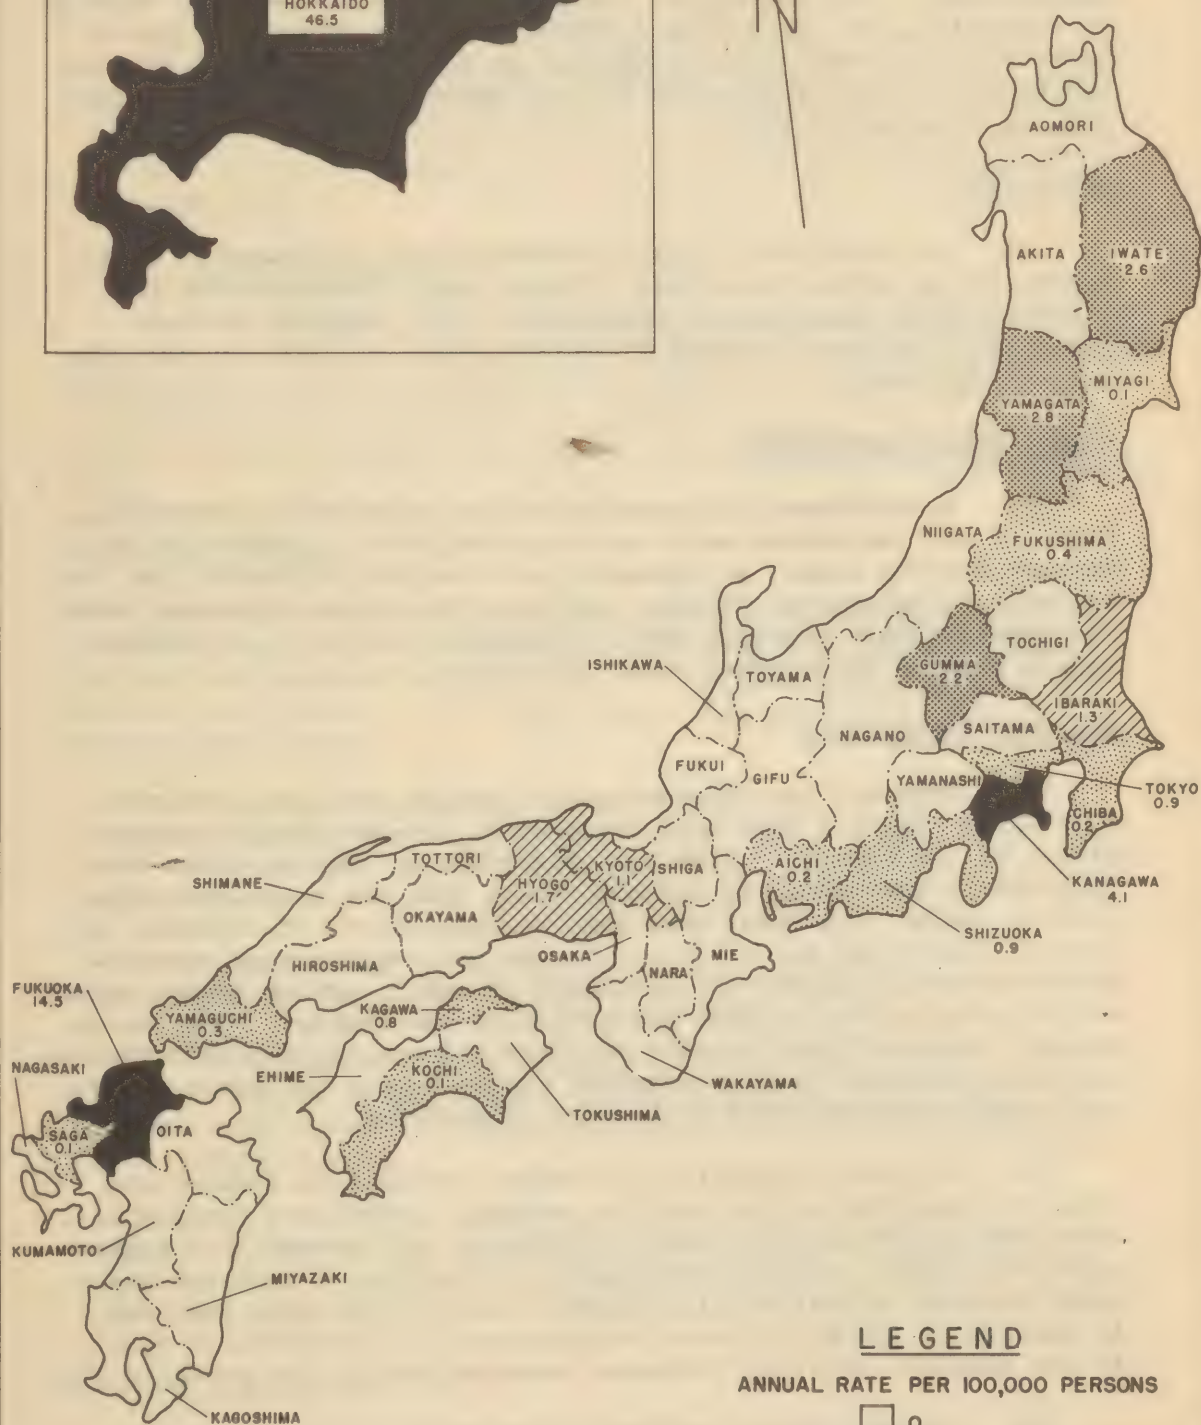 HOKKAIDO
46.5
N
AOMORI
AKITA
IWATE
2.6
MIYAGI
0.1
YAMAGATA
2.8
NIIGATA
FUKUSHIMA
0.4
TOCHIGI
ISHIKAWA
TOYAMA
GUMMA
2.2
IBARAKI
1.3
SAITAMA
NAGANO
FUKUI
GIFU
YAMANASHI
TOKYO
0.9
CHIBA
0.2
TOTTORI
SHIMANE
HYOGO
1.7
KYOTO
1.1
SHIGA
AICHI
0.2
KANAGAWA
4.1
OKAYAMA
SHIZUOKA
0.9
OSAKA
MIE
HIROSHIMA
NARA
FUKUOKA
14.5
YAMAGUCHI
0.3
KAGAWA
0.8
NAGASAKI
EHIME
KOCHI
0.1
WAKAYAMA
TOKUSHIMA
SAGA
0.1
OITA
KUMAMOTO
MIYAZAKI
KAGOSHIMA
LEGEND
ANNUAL RATE PER 100,000 PERSONS
0